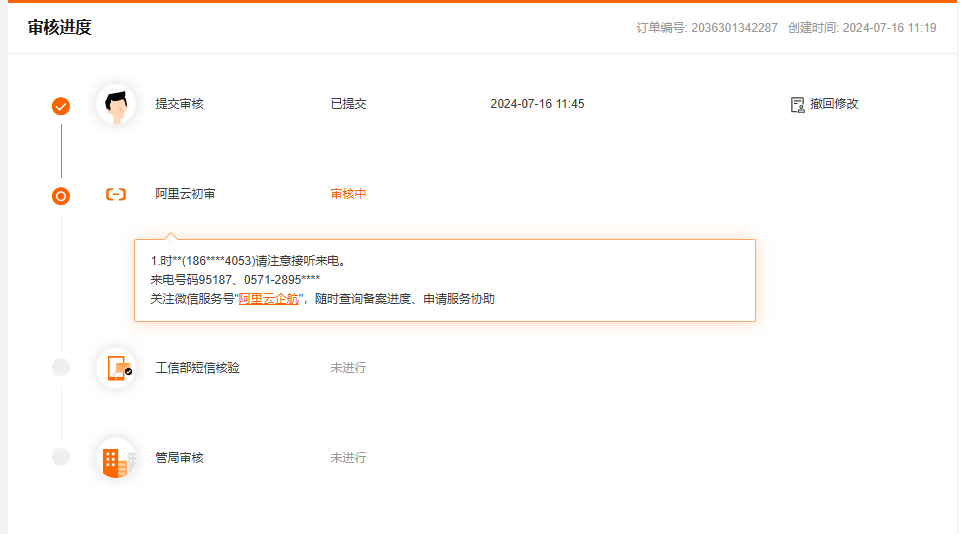 审核进度
订单编号: 2036301342287 创建时间: 2024-07-16 11:19
提交审核 已提交 2024-07-16 11:45 撤回修改
阿里云初审 审核中
1.时**(186****4053)请注意接听来电。
来电号码95187、0571-2895****
关注微信服务号"阿里云企航"，随时查询备案进度、申请服务协助
工信部短信核验 未进行
管局审核 未进行